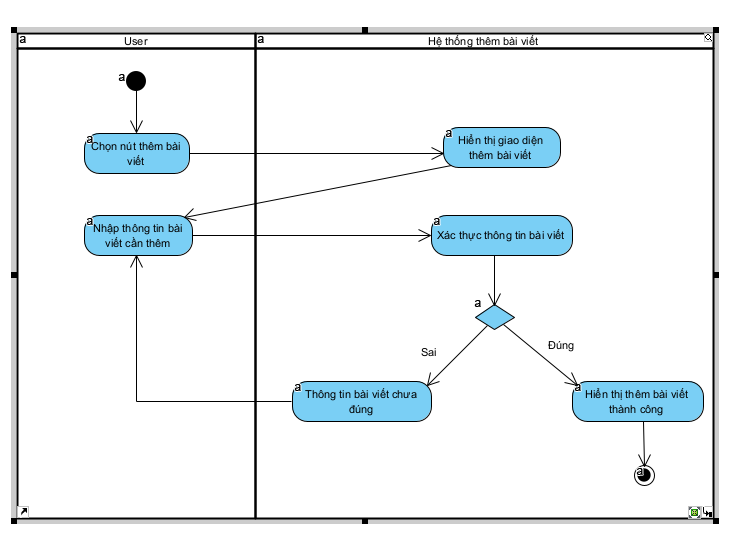 a User
a Hệ thống thêm bài viết
a
a
Chọn nút thêm bài
viết
a
Hiển thị giao diện
thêm bài viết
a
Nhập thông tin bài
viết cần thêm
a
Xác thực thông tin bài viết
a
Sai
Đúng
a
Thông tin bài viết chưa
đúng
a
Hiển thị thêm bài viết
thành công
a